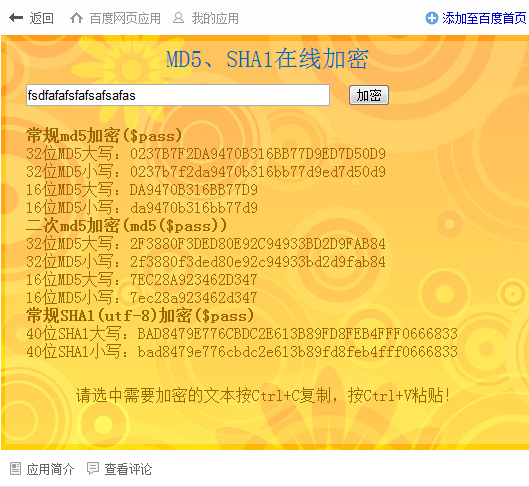 返回 百度网页应用 我的应用 添加至百度首页
MD5、SHA1在线加密
fsdfafafsfafsafsafas 加密
常规md5加密($pass)
32位MD5大写：0237B7F2DA9470B316BB77D9ED7D50D9
32位MD5小写：0237b7f2da9470b316bb77d9ed7d50d9
16位MD5大写：DA9470B316BB77D9
16位MD5小写：da9470b316bb77d9
二次md5加密(md5($pass))
32位MD5大写：2F3880F3DED80E92C94933BD2D9FAB84
32位MD5小写：2f3880f3ded80e92c94933bd2d9fab84
16位MD5大写：7EC28A923462D347
16位MD5小写：7ec28a923462d347
常规SHA1(utf-8)加密($pass)
40位SHA1大写：BAD8479E776CBDC2E613B89FD8FEB4FFF0666833
40位SHA1小写：bad8479e776cbdc2e613b89fd8feb4fff0666833
请选中需要加密的文本按Ctrl+C复制，按Ctrl+V粘贴！
应用简介 查看评论